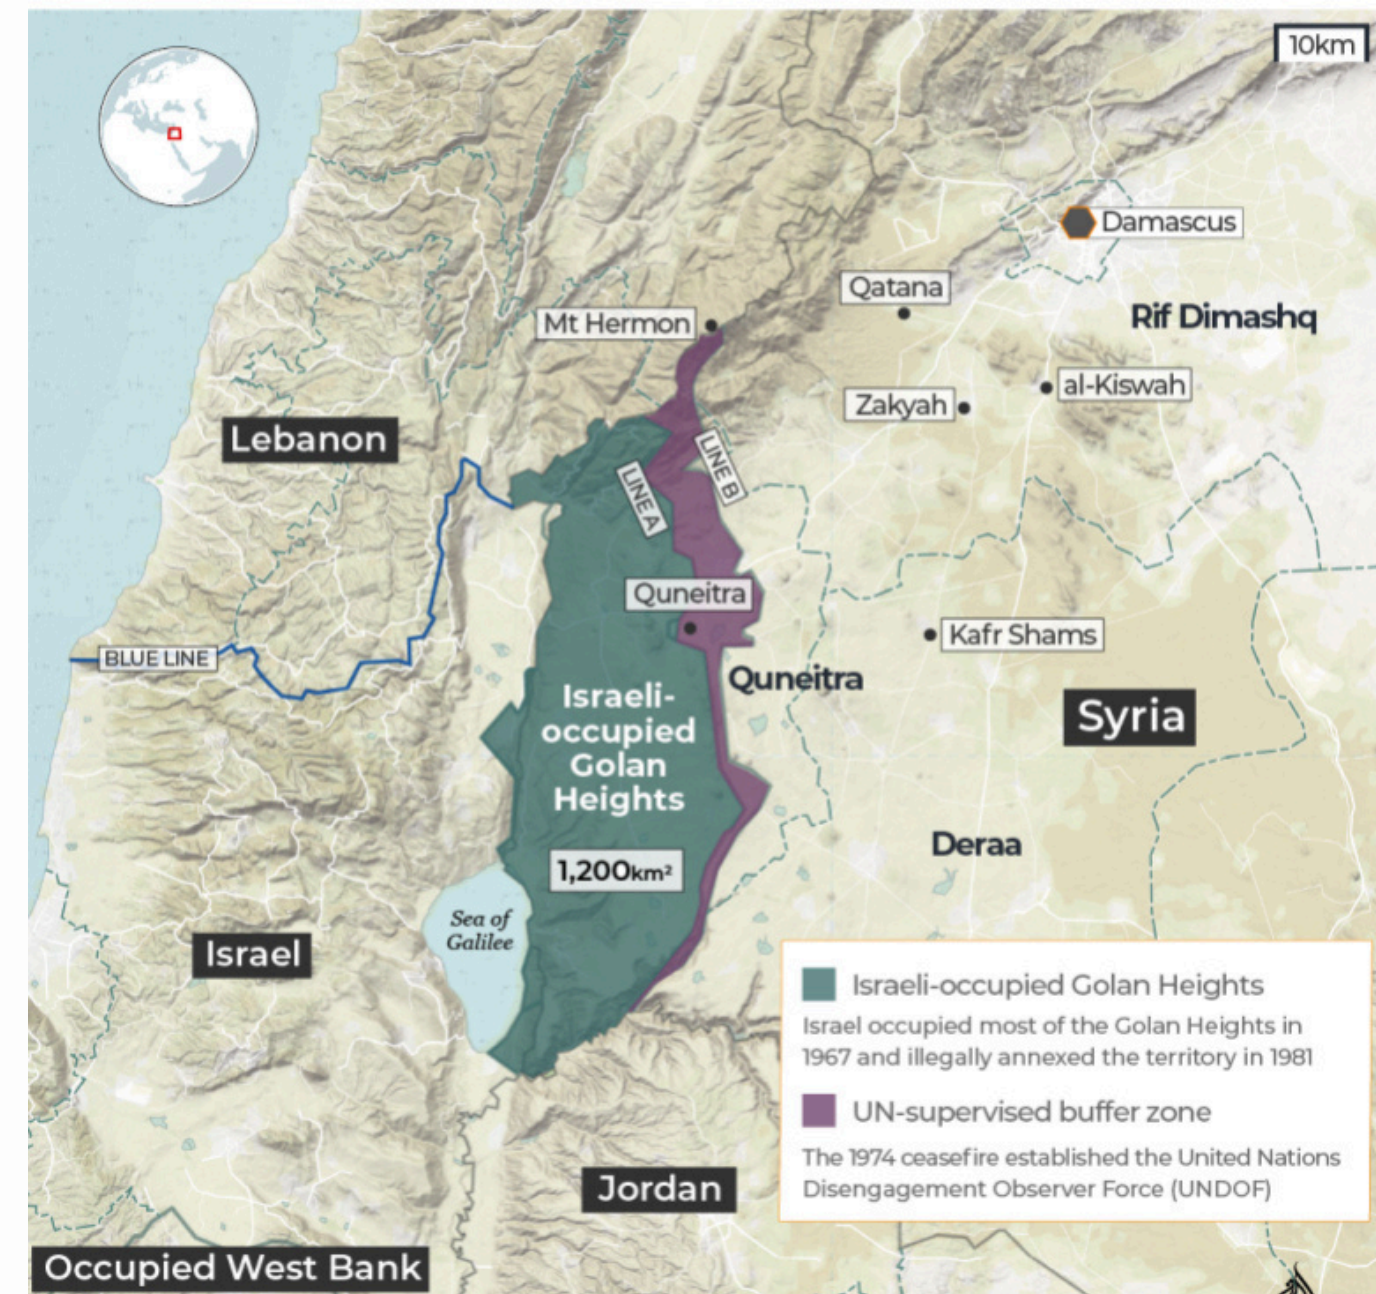 10km
Damascus
Qatana
Mt Hermon
Rif Dimashq
al-Kiswah
Zakyah
Lebanon
LINE A
LINE B
Quneitra
Kafr Shams
BLUE LINE
Quneitra
Israeli-
occupied
Golan
Heights
Syria
1,200km²
Deraa
Sea of
Galilee
Israel
Israeli-occupied Golan Heights
Israel occupied most of the Golan Heights in
1967 and illegally annexed the territory in 1981
UN-supervised buffer zone
The 1974 ceasefire established the United Nations
Disengagement Observer Force (UNDOF)
Jordan
Occupied West Bank